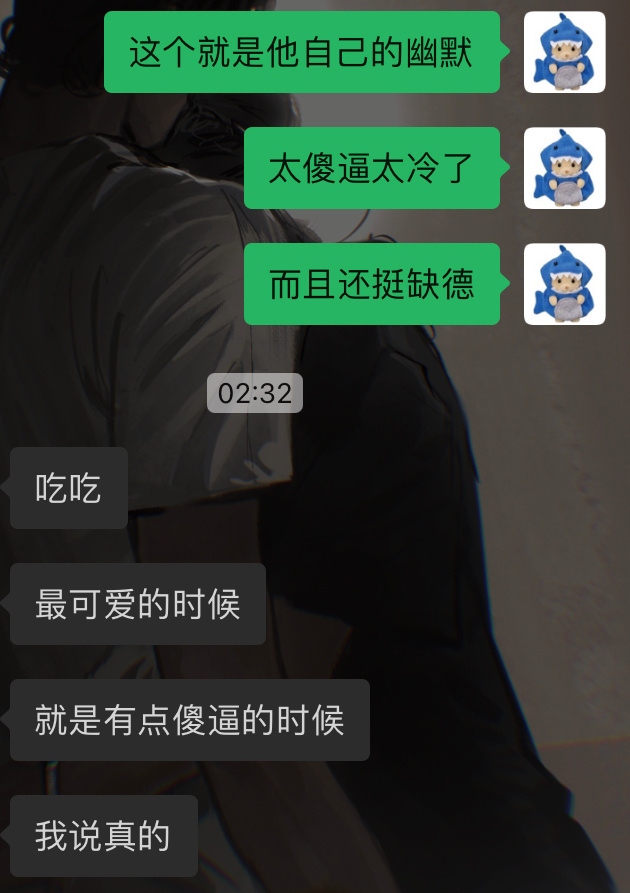 这个就是他自己的幽默
太傻逼太冷了
而且还挺缺德
02:32
吃吃
最可爱的时候
就是有点傻逼的时候
我说真的